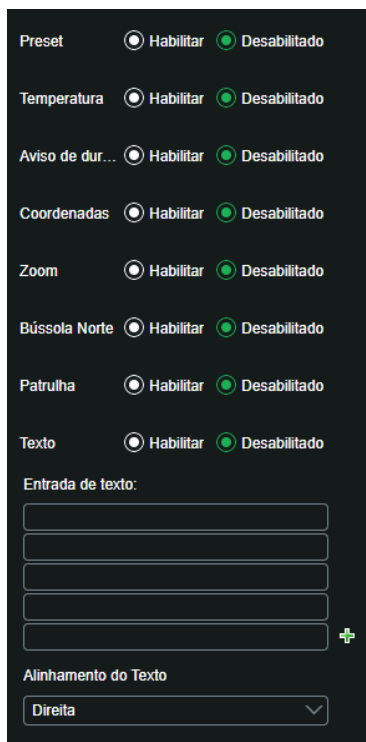 Preset Habilitar Desabilitado
Temperatura Habilitar Desabilitado
Aviso de dur... Habilitar Desabilitado
Coordenadas Habilitar Desabilitado
Zoom Habilitar Desabilitado
Bússola Norte Habilitar Desabilitado
Patrulha Habilitar Desabilitado
Texto Habilitar Desabilitado
Entrada de texto:
Alinhamento do Texto
Direita